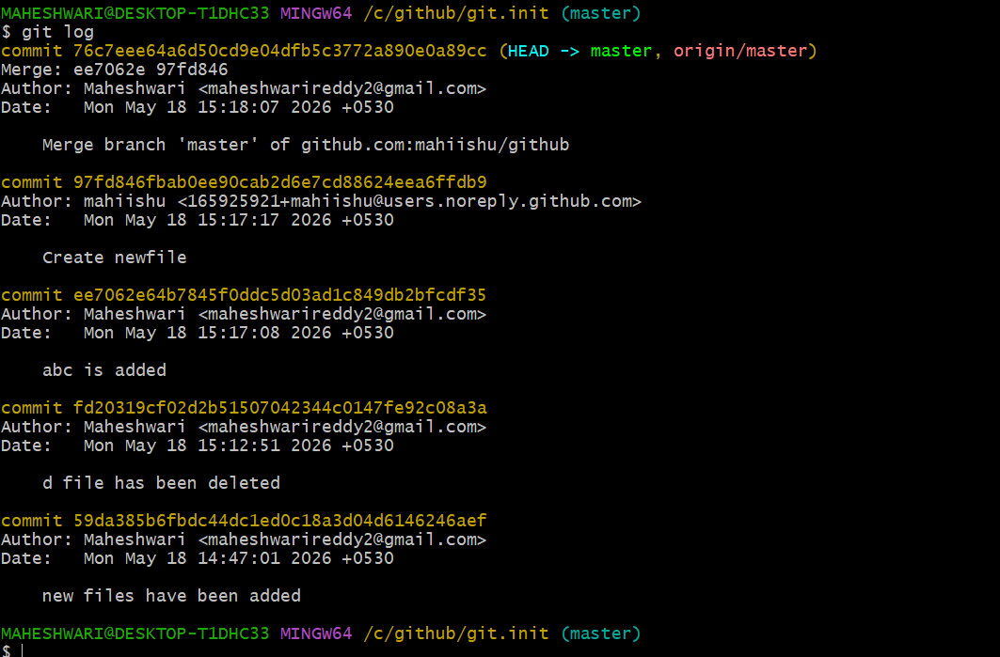 MAHESHWARI@DESKTOP-T1DHC33 MINGW64 /c/github/git.init (master)
$ git log
commit 76c7eee64a6d50cd9e04dfb5c3772a890e0a89cc (HEAD -> master, origin/master)
Merge: ee7062e 97fd846
Author: Maheshwari <maheshwarireddy2@gmail.com>
Date:   Mon May 18 15:18:07 2026 +0530

    Merge branch 'master' of github.com:mahiishu/github

commit 97fd846fbab0ee90cab2d6e7cd88624eea6ffdb9
Author: mahiishu <165925921+mahiishu@users.noreply.github.com>
Date:   Mon May 18 15:17:17 2026 +0530

    Create newfile

commit ee7062e64b7845f0ddc5d03ad1c849db2bfcdf35
Author: Maheshwari <maheshwarireddy2@gmail.com>
Date:   Mon May 18 15:17:08 2026 +0530

    abc is added

commit fd20319cf02d2b51507042344c0147fe92c08a3a
Author: Maheshwari <maheshwarireddy2@gmail.com>
Date:   Mon May 18 15:12:51 2026 +0530

    d file has been deleted

commit 59da385b6fbdc44dc1ed0c18a3d04d6146246aef
Author: Maheshwari <maheshwarireddy2@gmail.com>
Date:   Mon May 18 14:47:01 2026 +0530

    new files have been added

MAHESHWARI@DESKTOP-T1DHC33 MINGW64 /c/github/git.init (master)
$